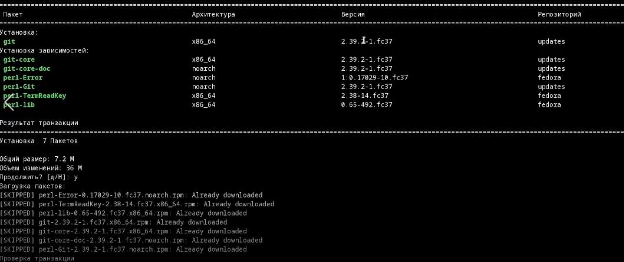 Пакет Архитектура Версия Репозиторий
Установка:
git x86_64 2.39.2-1.fc37 updates
Установка зависимостей:
git-core x86_64 2.39.2-1.fc37 updates
git-core-doc noarch 2.39.2-1.fc37 updates
perl-Error noarch 1:0.17029-10.fc37 fedora
perl-Git noarch 2.39.2-1.fc37 updates
perl-TermReadKey x86_64 2.38-14.fc37 fedora
perl-lib x86_64 0.65-492.fc37 fedora
Результат транзакции
Установка 7 Пакетов
Общий размер: 7.2 M
Объем изменений: 36 M
Продолжить? [д/Н]: y
Загрузка пакетов:
[SKIPPED] perl-Error-0.17029-10.fc37.noarch.rpm: Already downloaded
[SKIPPED] perl-TermReadKey-2.38-14.fc37.x86_64.rpm: Already downloaded
[SKIPPED] perl-lib-0.65-492.fc37.x86_64.rpm: Already downloaded
[SKIPPED] git-2.39.2-1.fc37.x86_64.rpm: Already downloaded
[SKIPPED] git-core-2.39.2-1.fc37.x86_64.rpm: Already downloaded
[SKIPPED] git-core-doc-2.39.2-1.fc37.noarch.rpm: Already downloaded
[SKIPPED] perl-Git-2.39.2-1.fc37.noarch.rpm: Already downloaded
Проверка транзакции